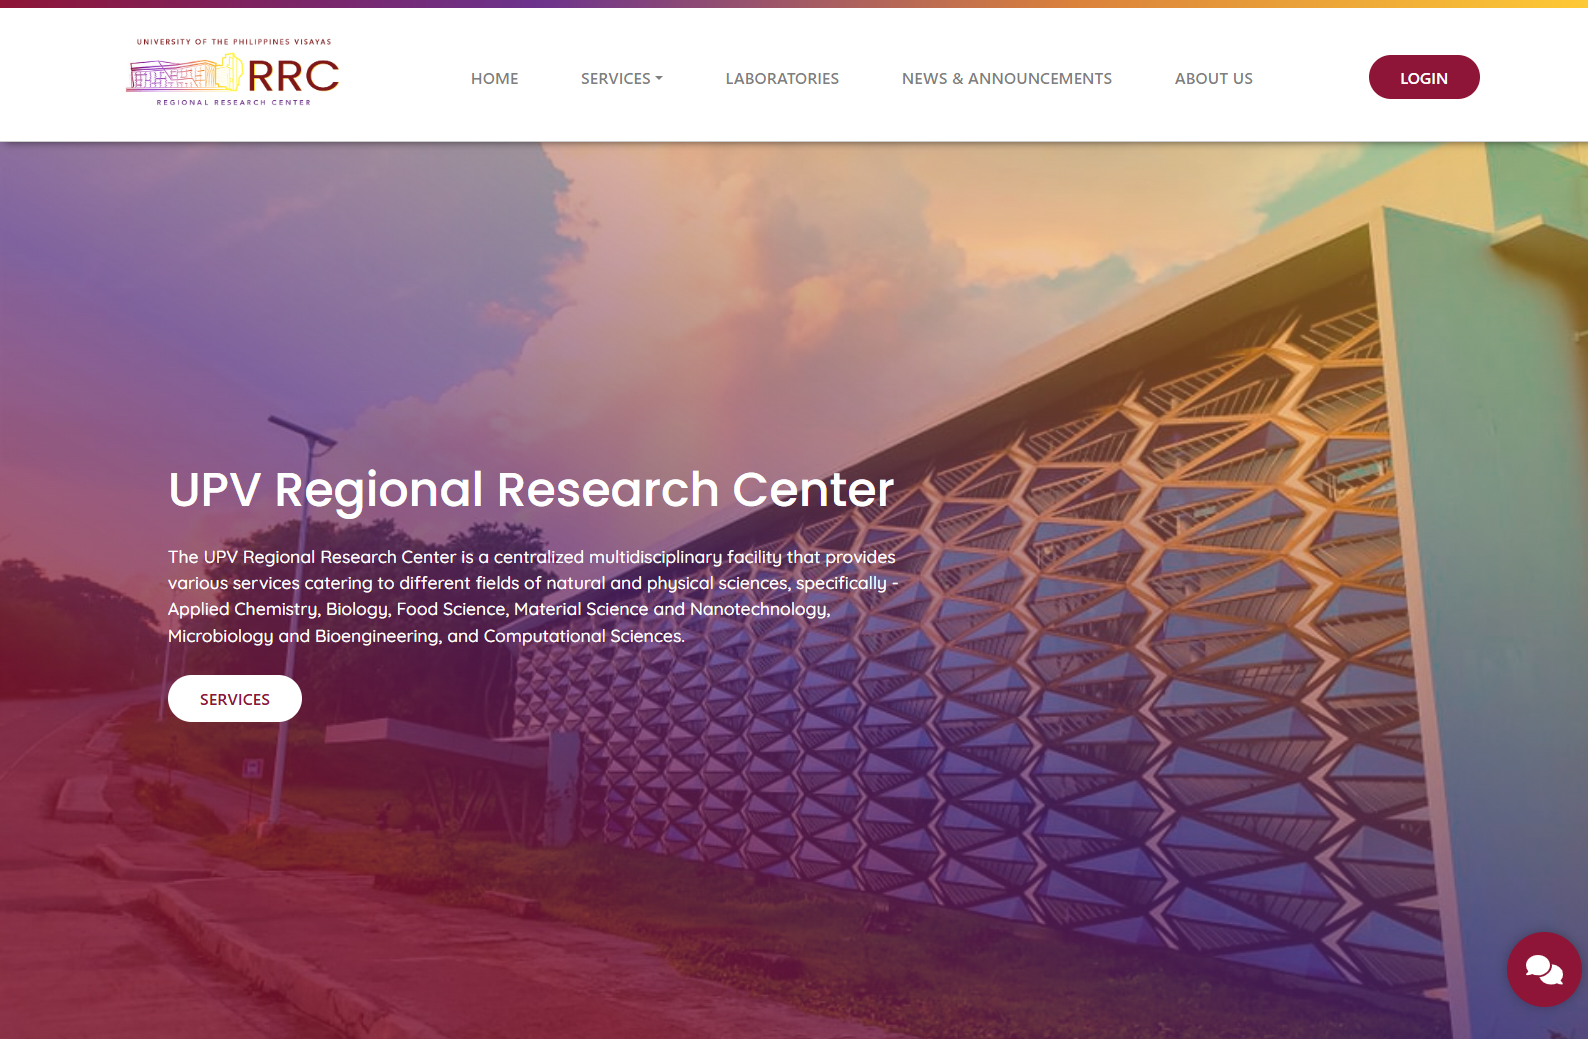 UNIVERSITY OF THE PHILIPPINES VISAYAS
RRC
REGIONAL RESEARCH CENTER
HOME
SERVICES
LABORATORIES
NEWS & ANNOUNCEMENTS
ABOUT US
LOGIN
UPV Regional Research Center
The UPV Regional Research Center is a centralized multidisciplinary facility that provides
various services catering to different fields of natural and physical sciences, specifically -
Applied Chemistry, Biology, Food Science, Material Science and Nanotechnology,
Microbiology and Bioengineering, and Computational Sciences.
SERVICES